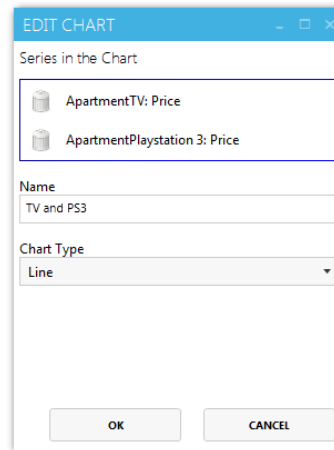 EDIT CHART
Series in the Chart
ApartmentTV: Price
ApartmentPlaystation 3: Price
Name
TV and PS3
Chart Type
Line
OK CANCEL